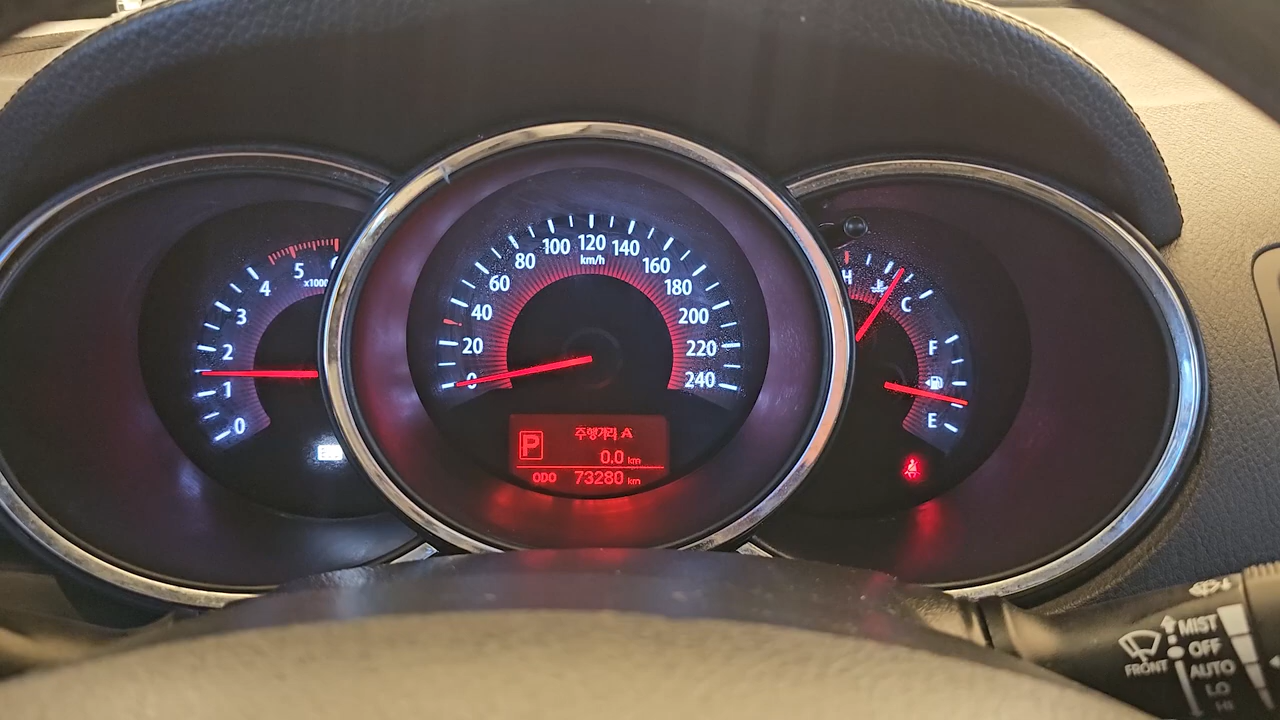 0
1
2
3
4
5
x1000
0
20
40
60
80
100
120
140
160
180
200
220
240
km/h
P
주행거리 A
0.0 km
ODO 73280 km
H
C
F
E
MIST
OFF
AUTO
LO
HI
FRONT